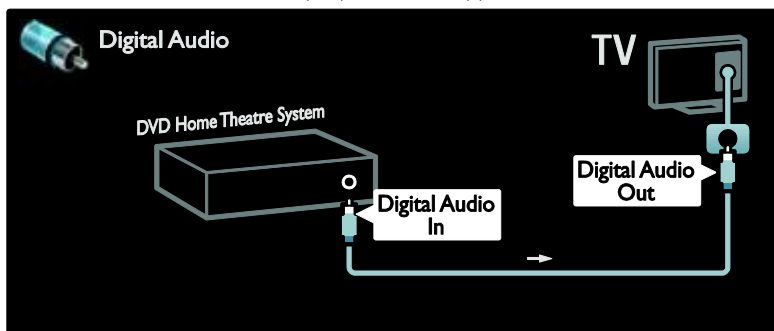 Digital Audio
TV
DVD Home Theatre System
Digital Audio
Out
Digital Audio
In